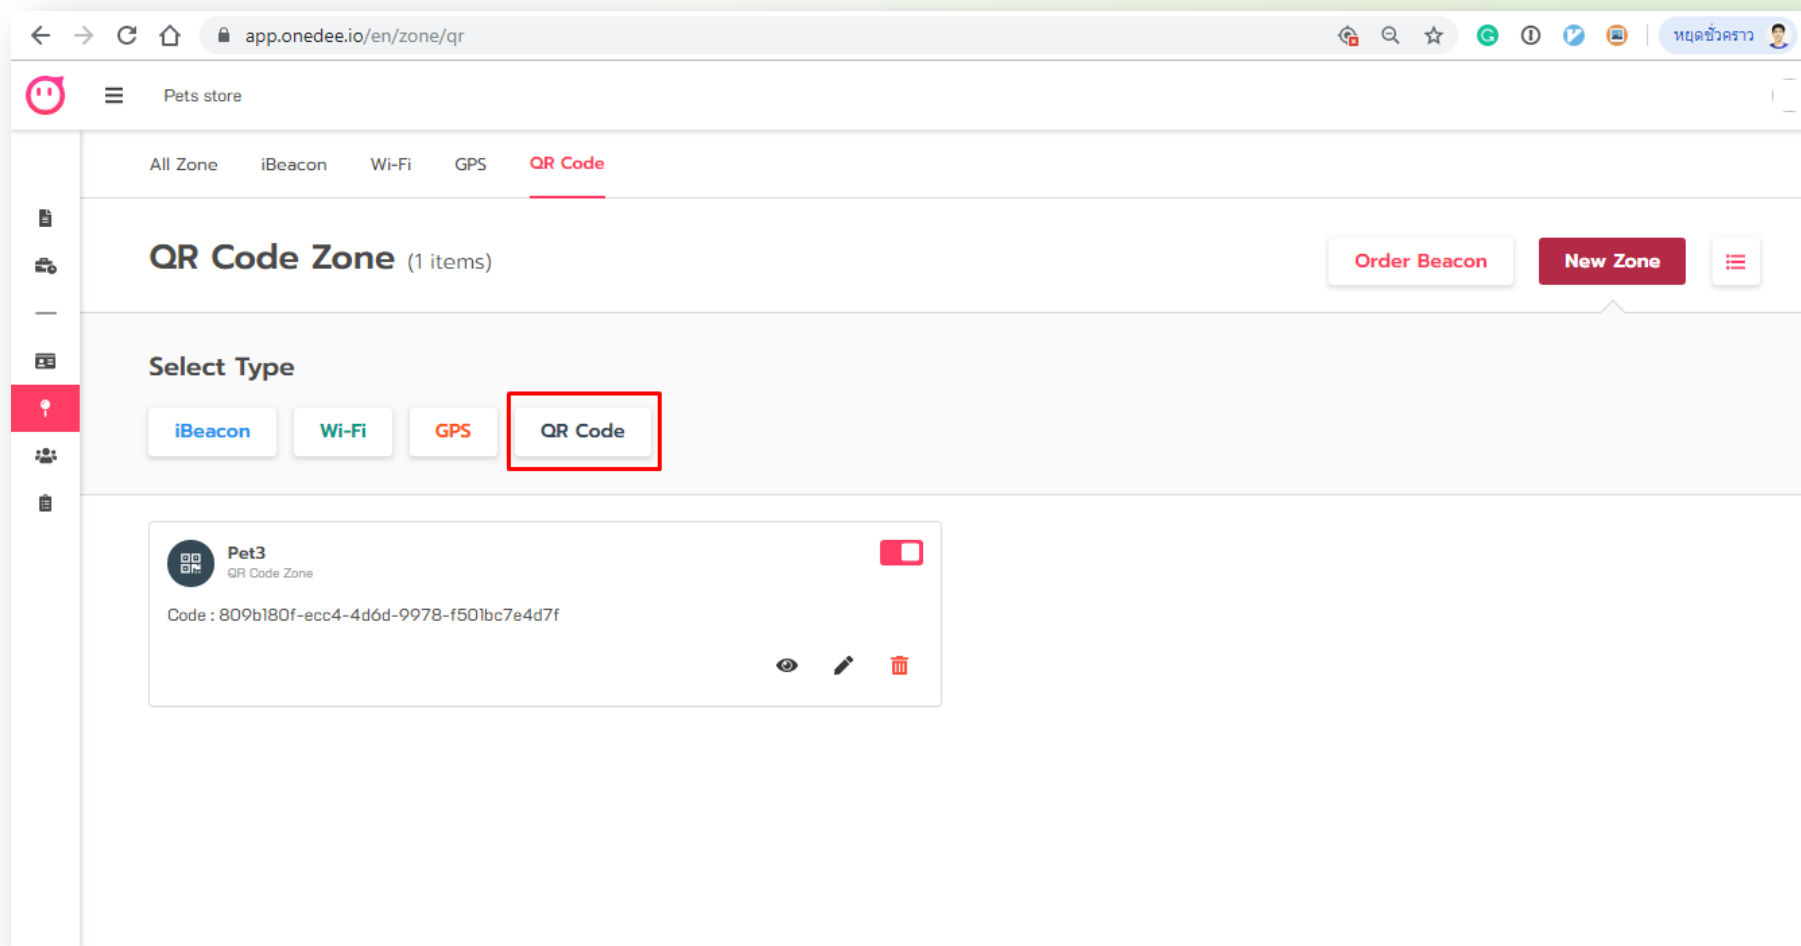 app.onedee.io/en/zone/qr
หยุดชั่วคราว
Pets store
All Zone iBeacon Wi-Fi GPS QR Code
QR Code Zone (1 items)
Order Beacon New Zone
Select Type
iBeacon Wi-Fi GPS QR Code
Pet3
QR Code Zone
Code : 809b180f-ecc4-4d6d-9978-f501bc7e4d7f